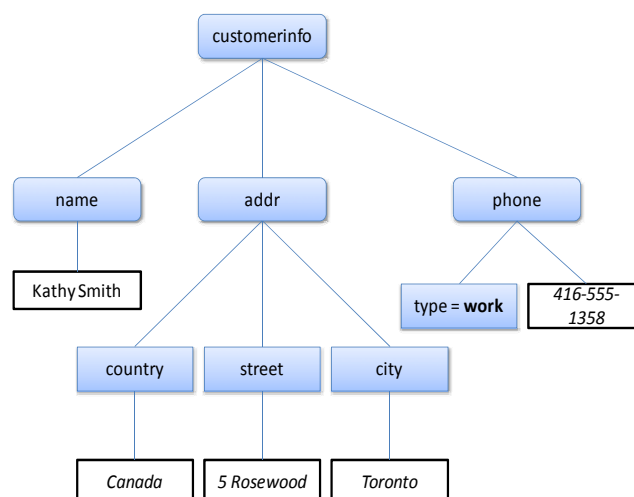 customerinfo
name
addr
phone
Kathy Smith
type = work
416-555-
1358
country
street
city
Canada
5 Rosewood
Toronto